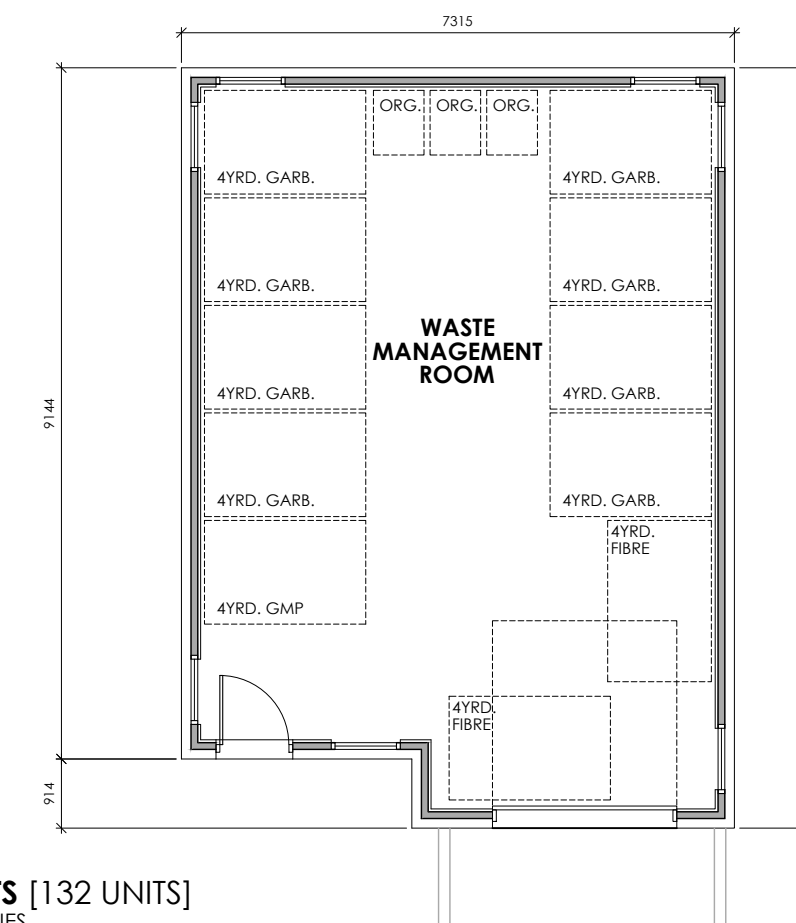 7315
ORG. ORG. ORG.
4YRD. GARB. 4YRD. GARB.
4YRD. GARB. 4YRD. GARB.
WASTE
MANAGEMENT
ROOM
4YRD. GARB. 4YRD. GARB.
9144
4YRD. GARB. 4YRD. GARB.
4YRD.
FIBRE
4YRD. GMP
4YRD.
FIBRE
914
[132 UNITS]